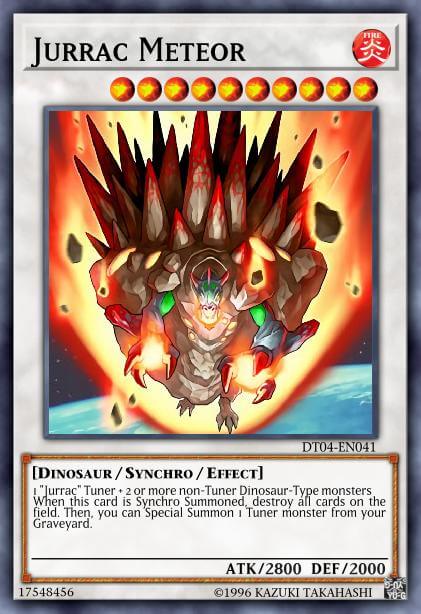 Jurrac Meteor
FIRE
炎
DT04-EN041
[Dinosaur / Synchro / Effect]
1 "Jurrac" Tuner + 2 or more non-Tuner Dinosaur-Type monsters
When this card is Synchro Summoned, destroy all cards on the
field. Then, you can Special Summon 1 Tuner monster from your
Graveyard.
ATK/2800 DEF/2000
17548456
©1996 KAZUKI TAKAHASHI